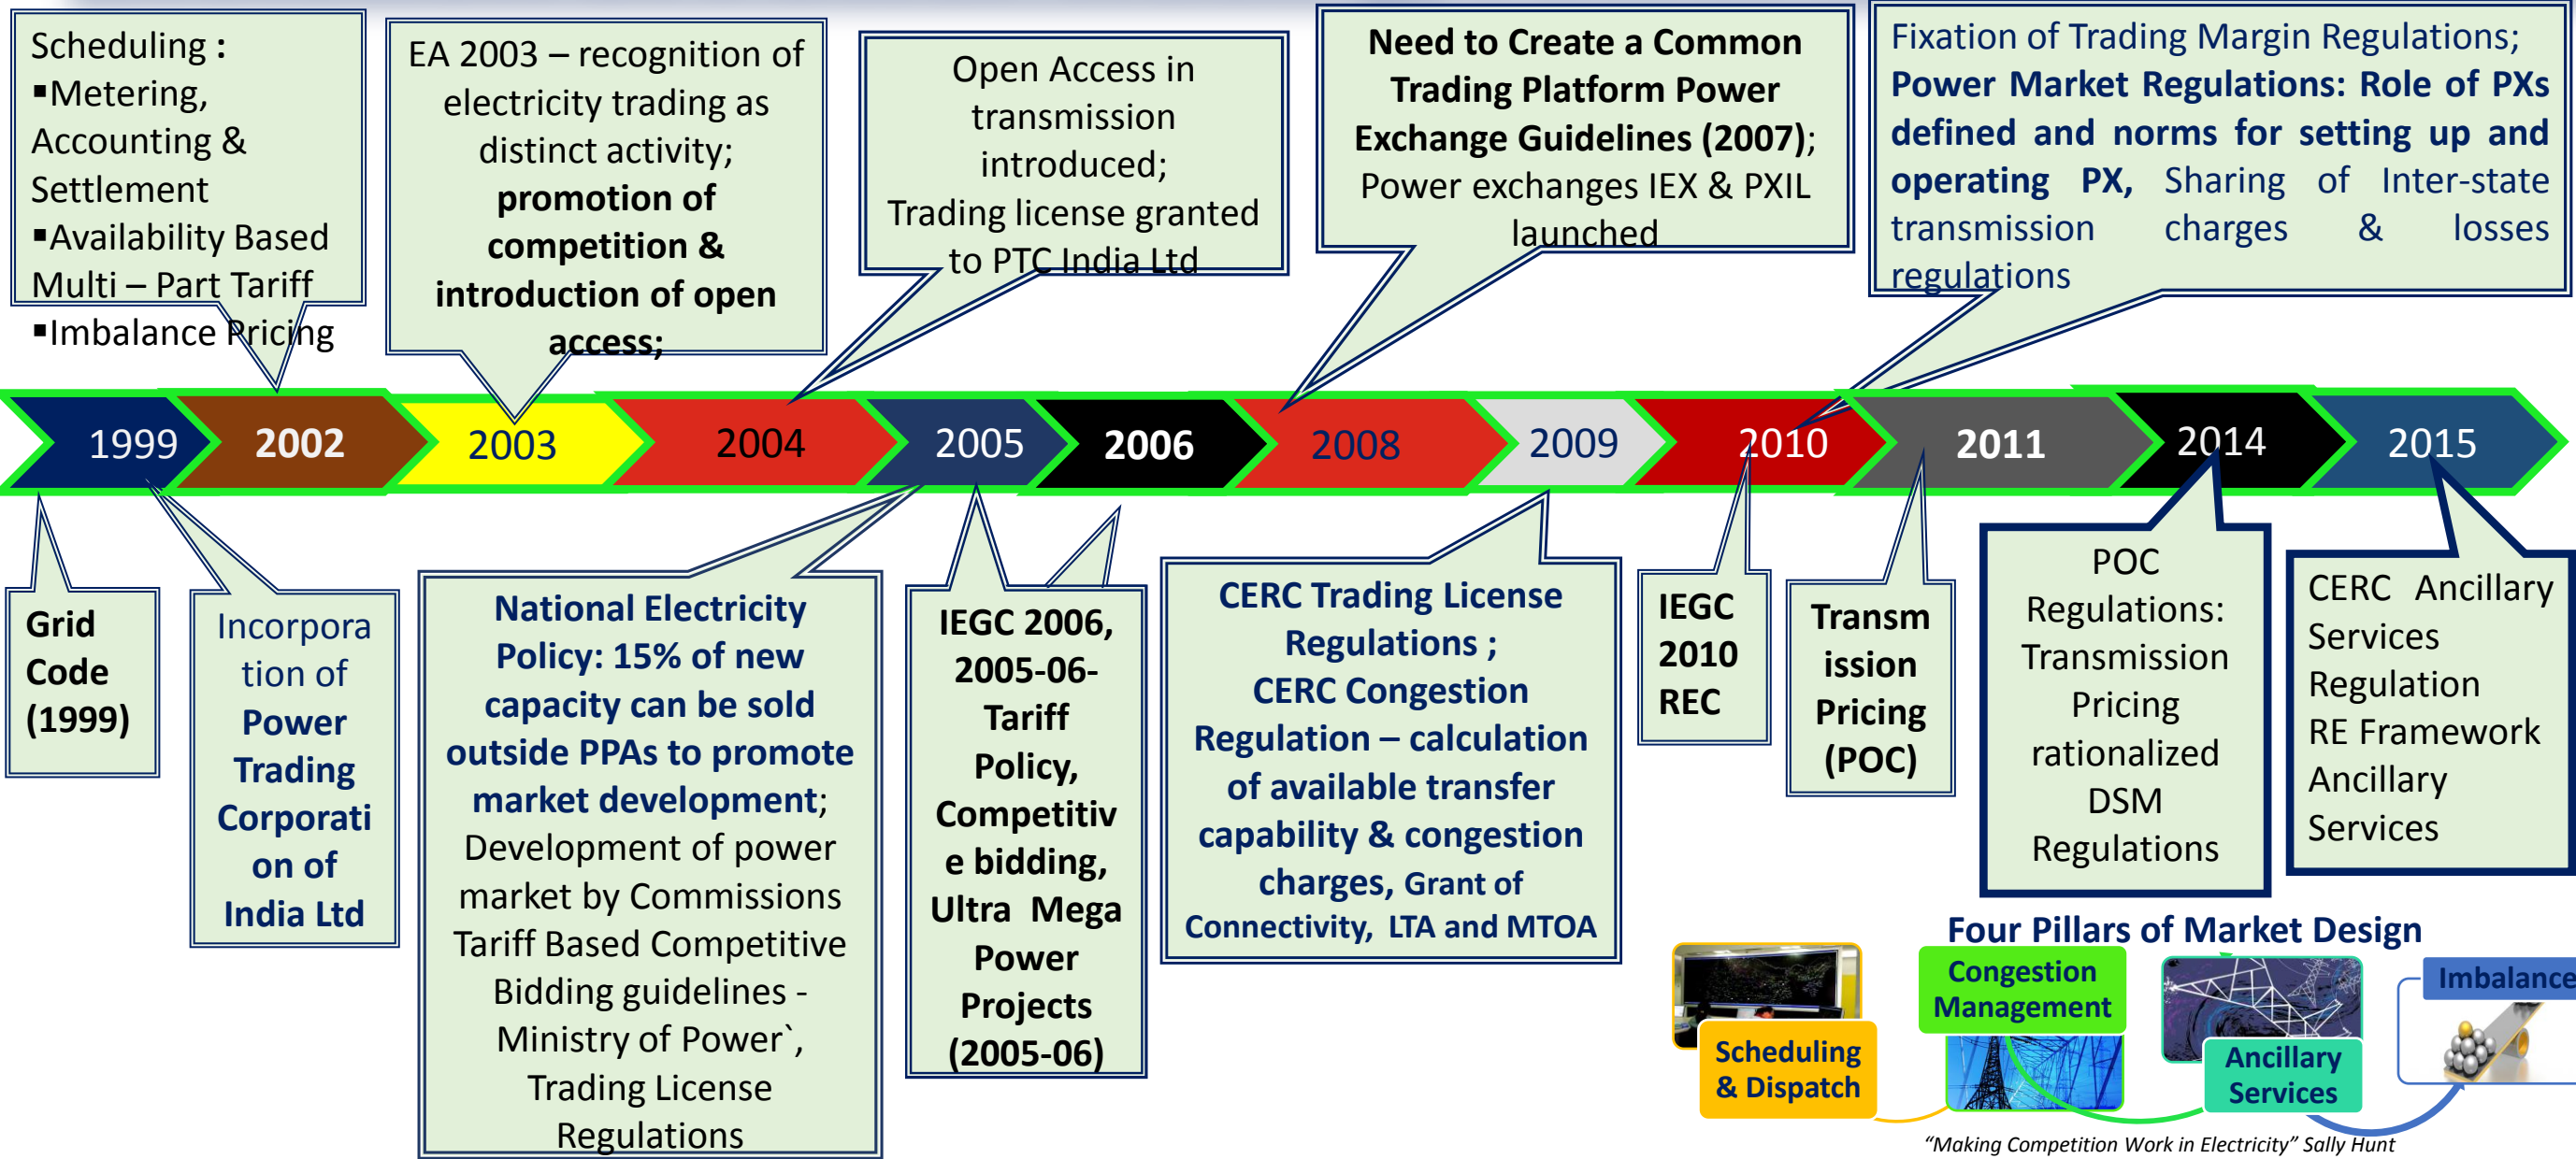 Scheduling :
▪Metering,
Accounting &
Settlement
▪Availability Based
Multi – Part Tariff
▪Imbalance Pricing
EA 2003 – recognition of
electricity trading as
distinct activity;
promotion of
competition &
introduction of open
access;
Open Access in
transmission
introduced;
Trading license granted
to PTC India Ltd
Need to Create a Common
Trading Platform Power
Exchange Guidelines (2007);
Power exchanges IEX & PXIL
launched
Fixation of Trading Margin Regulations;
Power Market Regulations: Role of PXs
defined and norms for setting up and
operating PX, Sharing of Inter-state
transmission charges & losses
regulations
1999
2002
2003
2004
2005
2006
2008
2009
2010
2011
2014
2015
Grid
Code
(1999)
Incorpora
tion of
Power
Trading
Corporati
on of
India Ltd
National Electricity
Policy: 15% of new
capacity can be sold
outside PPAs to promote
market development;
Development of power
market by Commissions
Tariff Based Competitive
Bidding guidelines -
Ministry of Power`,
Trading License
Regulations
IEGC 2006,
2005-06-
Tariff
Policy,
Competitiv
e bidding,
Ultra Mega
Power
Projects
(2005-06)
CERC Trading License
Regulations ;
CERC Congestion
Regulation – calculation
of available transfer
capability & congestion
charges, Grant of
Connectivity, LTA and MTOA
IEGC
2010
REC
Transm
ission
Pricing
(POC)
POC
Regulations:
Transmission
Pricing
rationalized
DSM
Regulations
CERC Ancillary
Services
Regulation
RE Framework
Ancillary
Services
Four Pillars of Market Design
Scheduling
& Dispatch
Congestion
Management
Ancillary
Services
Imbalance
“Making Competition Work in Electricity” Sally Hunt